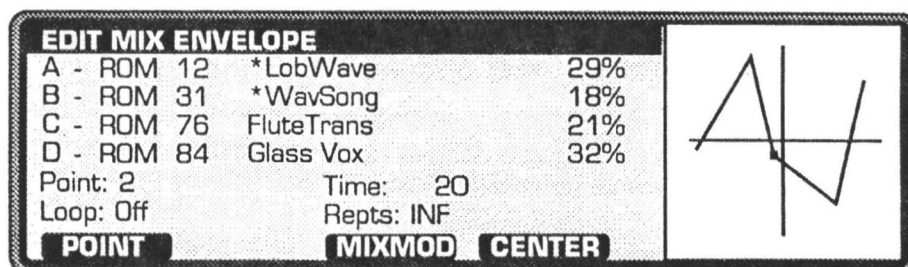 EDIT MIX ENVELOPE
A - ROM 12 *LobWave 29%
B - ROM 31 *WavSong 18%
C - ROM 76 FluteTrans 21%
D - ROM 84 Glass Vox 32%
Point: 2 Time: 20
Loop: Off Repts: INF
POINT MIXMOD CENTER